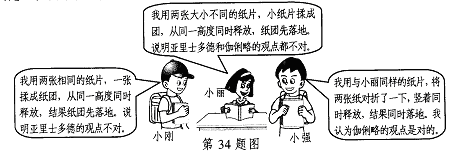 我用两张大小不同的纸片，小纸片揉成
团，从同一高度同时释放，纸团先落地。
说明亚里士多德和伽俐略的观点都不对。
我用两张相同的纸片，一张
揉成纸团，从同一高度同时
释放，结果纸团先落地。说
明亚里士多德的观点不对。
我用与小丽同样的纸片，将
两张纸对折了一下，竖着同
时释放，结果同时落地。我
认为伽俐略的观点是对的。
小刚
小丽
小强
第34题图